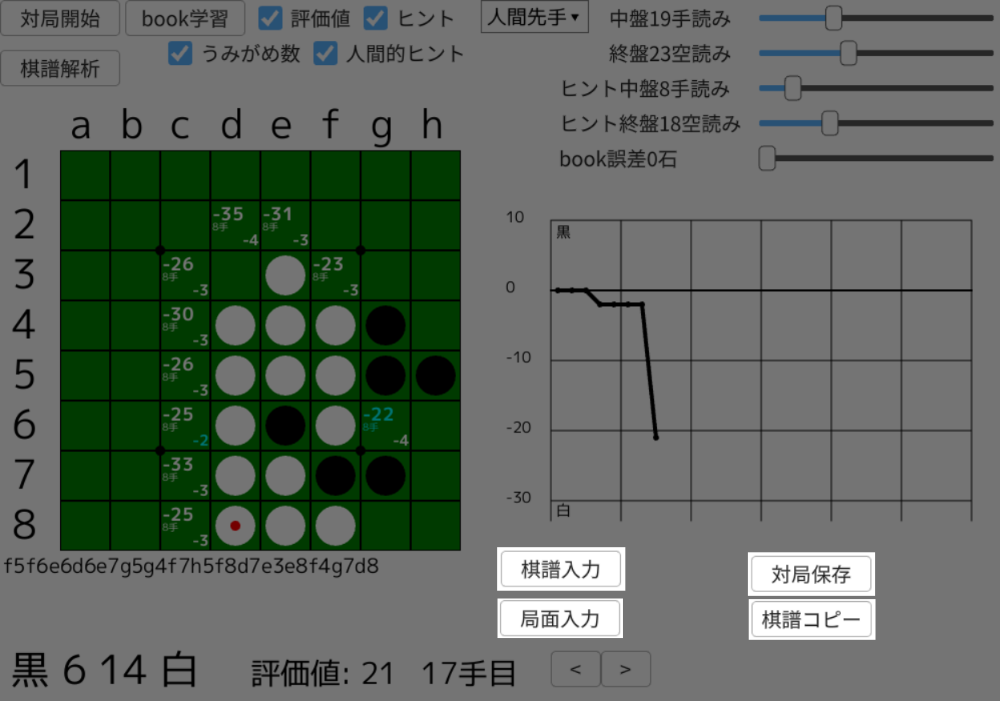 対局開始 book学習 評価値 ヒント 人間先手▼
棋譜解析 うみがめ数 人間的ヒント
中盤19手読み
終盤23空読み
ヒント中盤8手読み
ヒント終盤18空読み
book誤差0石
a b c d e f g h
1
2 -35 8手 -4 -31 8手 -3
3 -26 8手 -3 -23 8手 -3
4 -30 8手 -3
5 -26 8手 -3
6 -25 8手 -2 -22 8手 -4
7 -33 8手 -3
8 -25 8手 -3
f5f6e6d6e7g5g4f7h5f8d7e3e8f4g7d8
10
黒
0
-10
-20
-30
白
棋譜入力 対局保存
局面入力 棋譜コピー
黒 6 14 白 評価値: 21 17手目 < >